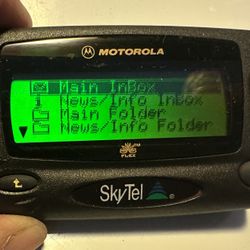 MOTOROLA
Main InBox
News/Info InBox
Main Folder
News/Info Folder
FLEX
SkyTel®